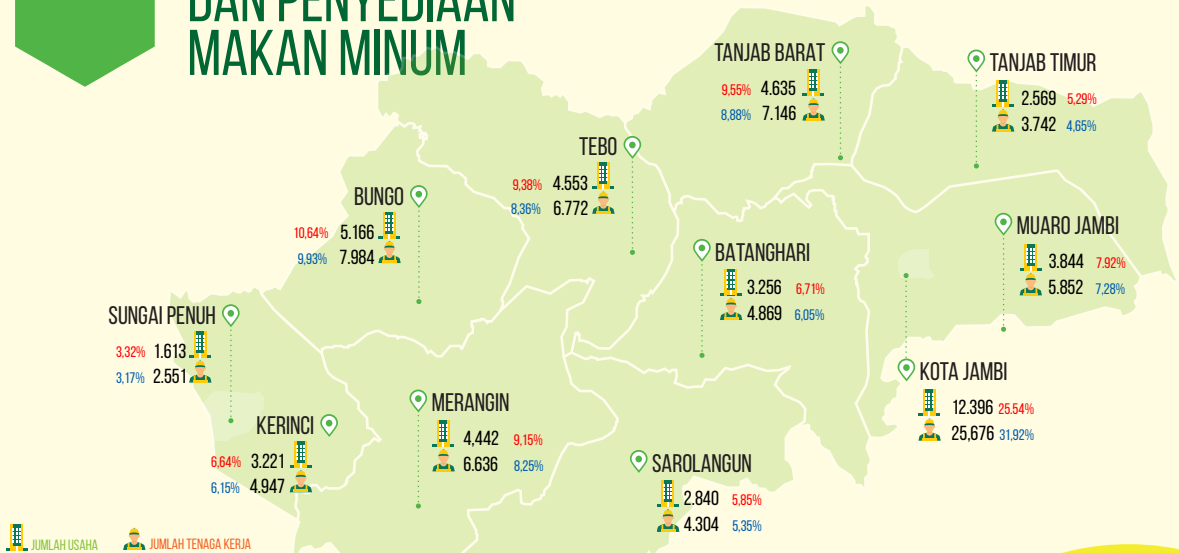 DAN PENYEDIAAN
MAKAN MINUM
TANJAB BARAT
9,55% 4.635
8,88% 7.146
TANJAB TIMUR
2.569 5,29%
3.742 4,65%
TEBO
9,38% 4.553
8,36% 6.772
BUNGO
10,64% 5.166
9,93% 7.984
MUARO JAMBI
3.844 7.92%
5.852 7,28%
BATANGHARI
3.256 6,71%
4.869 6,05%
SUNGAI PENUH
3,32% 1.613
3,17% 2.551
KOTA JAMBI
12.396 25.54%
25,676 31,92%
MERANGIN
4,442 9,15%
6.636 8,25%
KERINCI
6,64% 3.221
6,15% 4.947
SAROLANGUN
2.840 5,85%
4.304 5,35%
JUMLAH USAHA JUMLAH TENAGA KERJA